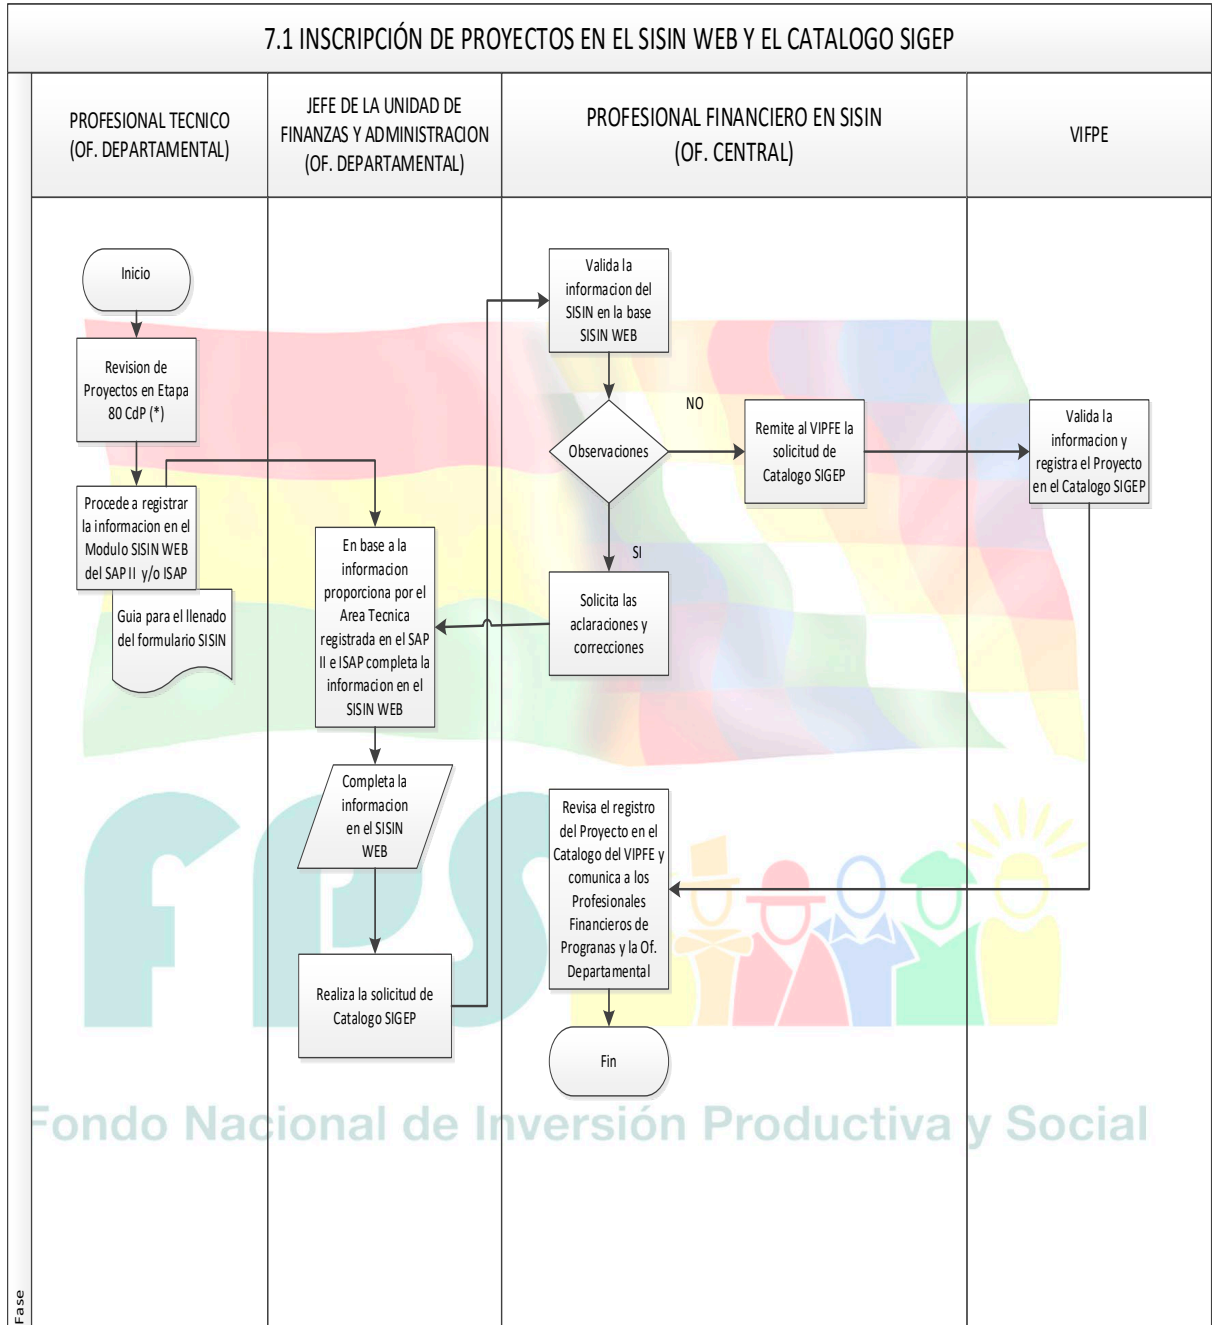 7.1 INSCRIPCIÓN DE PROYECTOS EN EL SISIN WEB Y EL CATALOGO SIGEP
PROFESIONAL TECNICO
(OF. DEPARTAMENTAL)
JEFE DE LA UNIDAD DE
FINANZAS Y ADMINISTRACION
(OF. DEPARTAMENTAL)
PROFESIONAL FINANCIERO EN SISIN
(OF. CENTRAL)
VIFPE
Inicio
Revision de
Proyectos en Etapa
80 CdP (*)
Procede a registrar
la informacion en el
Modulo SISIN WEB
del SAP II y/o ISAP
Guia para el llenado
del formulario SISIN
En base a la
informacion
proporciona por el
Area Tecnica
registrada en el SAP
II e ISAP completa la
informacion en el
SISIN WEB
Completa la
informacion
en el SISIN
WEB
Realiza la solicitud de
Catalogo SIGEP
Valida la
informacion del
SISIN en la base
SISIN WEB
Observaciones
NO
SI
Remite al VIPFE la
solicitud de
Catalogo SIGEP
Valida la
informacion y
registra el Proyecto
en el Catalogo SIGEP
Solicita las
aclaraciones y
correcciones
Revisa el registro
del Proyecto en el
Catalogo del VIPFE y
comunica a los
Profesionales
Financieros de
Progranas y la Of.
Departamental
Fin
FPS
Fondo Nacional de Inversión Productiva y Social
Fase